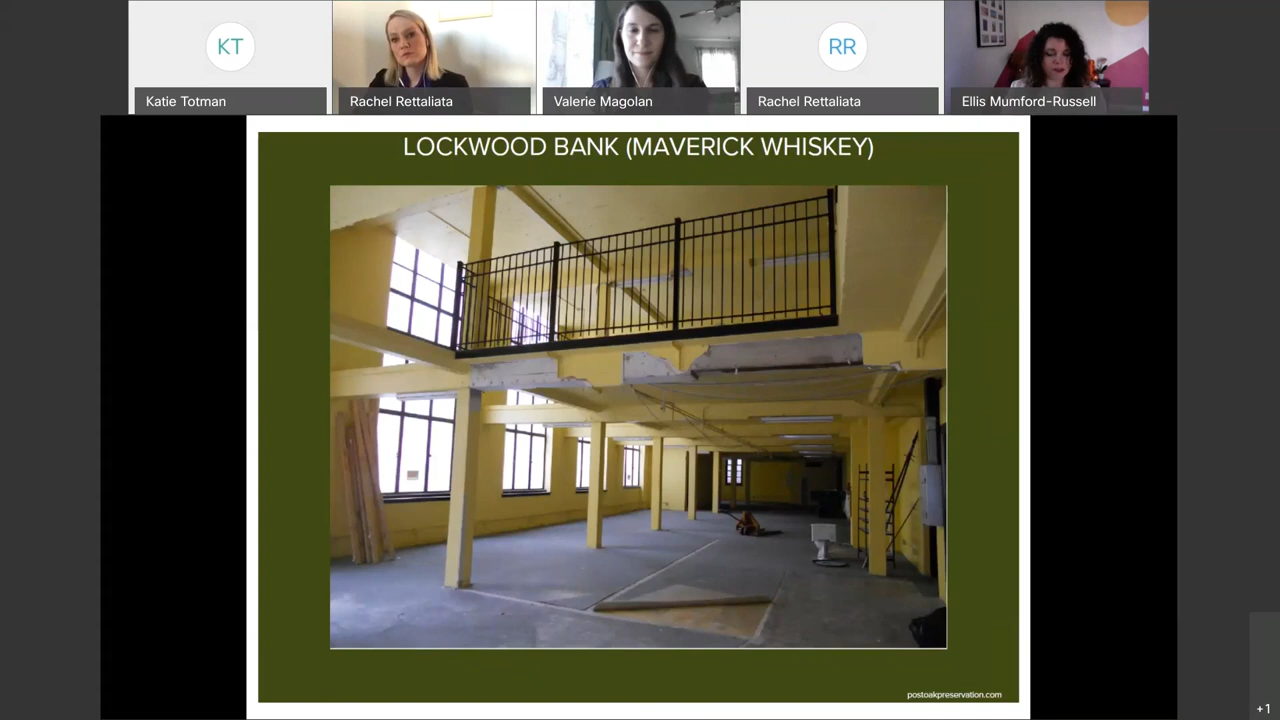 KT
RR
Katie Totman
Rachel Rettaliata
Valerie Magolan
Rachel Rettaliata
Ellis Mumford-Russell
LOCKWOOD BANK (MAVERICK WHISKEY)
postoakpreservation.com
+1